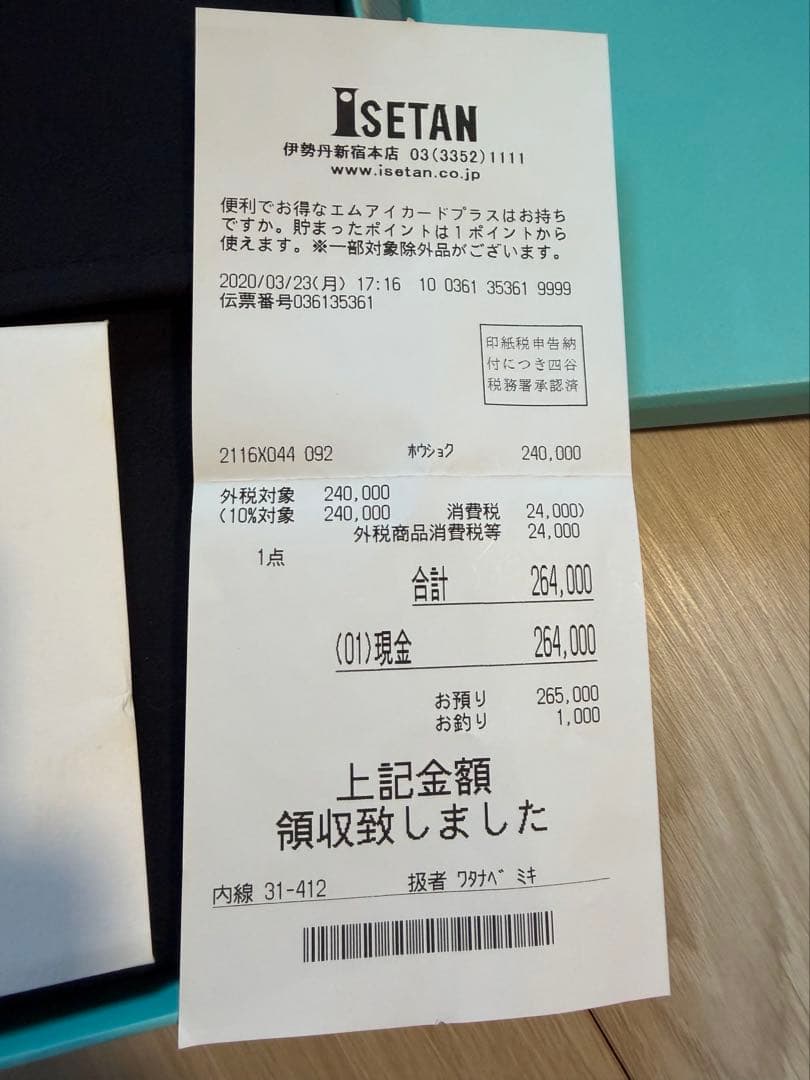 ISETAN
伊勢丹新宿本店 03(3352)1111
www.isetan.co.jp
便利でお得なエムアイカードプラスはお持ち
ですか。貯まったポイントは1ポイントから
使えます。※一部対象除外品がございます。
2020/03/23(月) 17:16 10 0361 35361 9999
伝票番号036135361
印紙税申告納
付につき四谷
税務署承認済
2116X044 092 ﾎウショク 240,000
外税対象 240,000
(10%対象 240,000 消費税 24,000)
外税商品消費税等 24,000
1点
合計 264,000
(01)現金 264,000
お預り 265,000
お釣り 1,000
上記金額
領収致しました
内線 31-412 扱者 ﾜﾀﾅﾍﾞ ﾐｷ